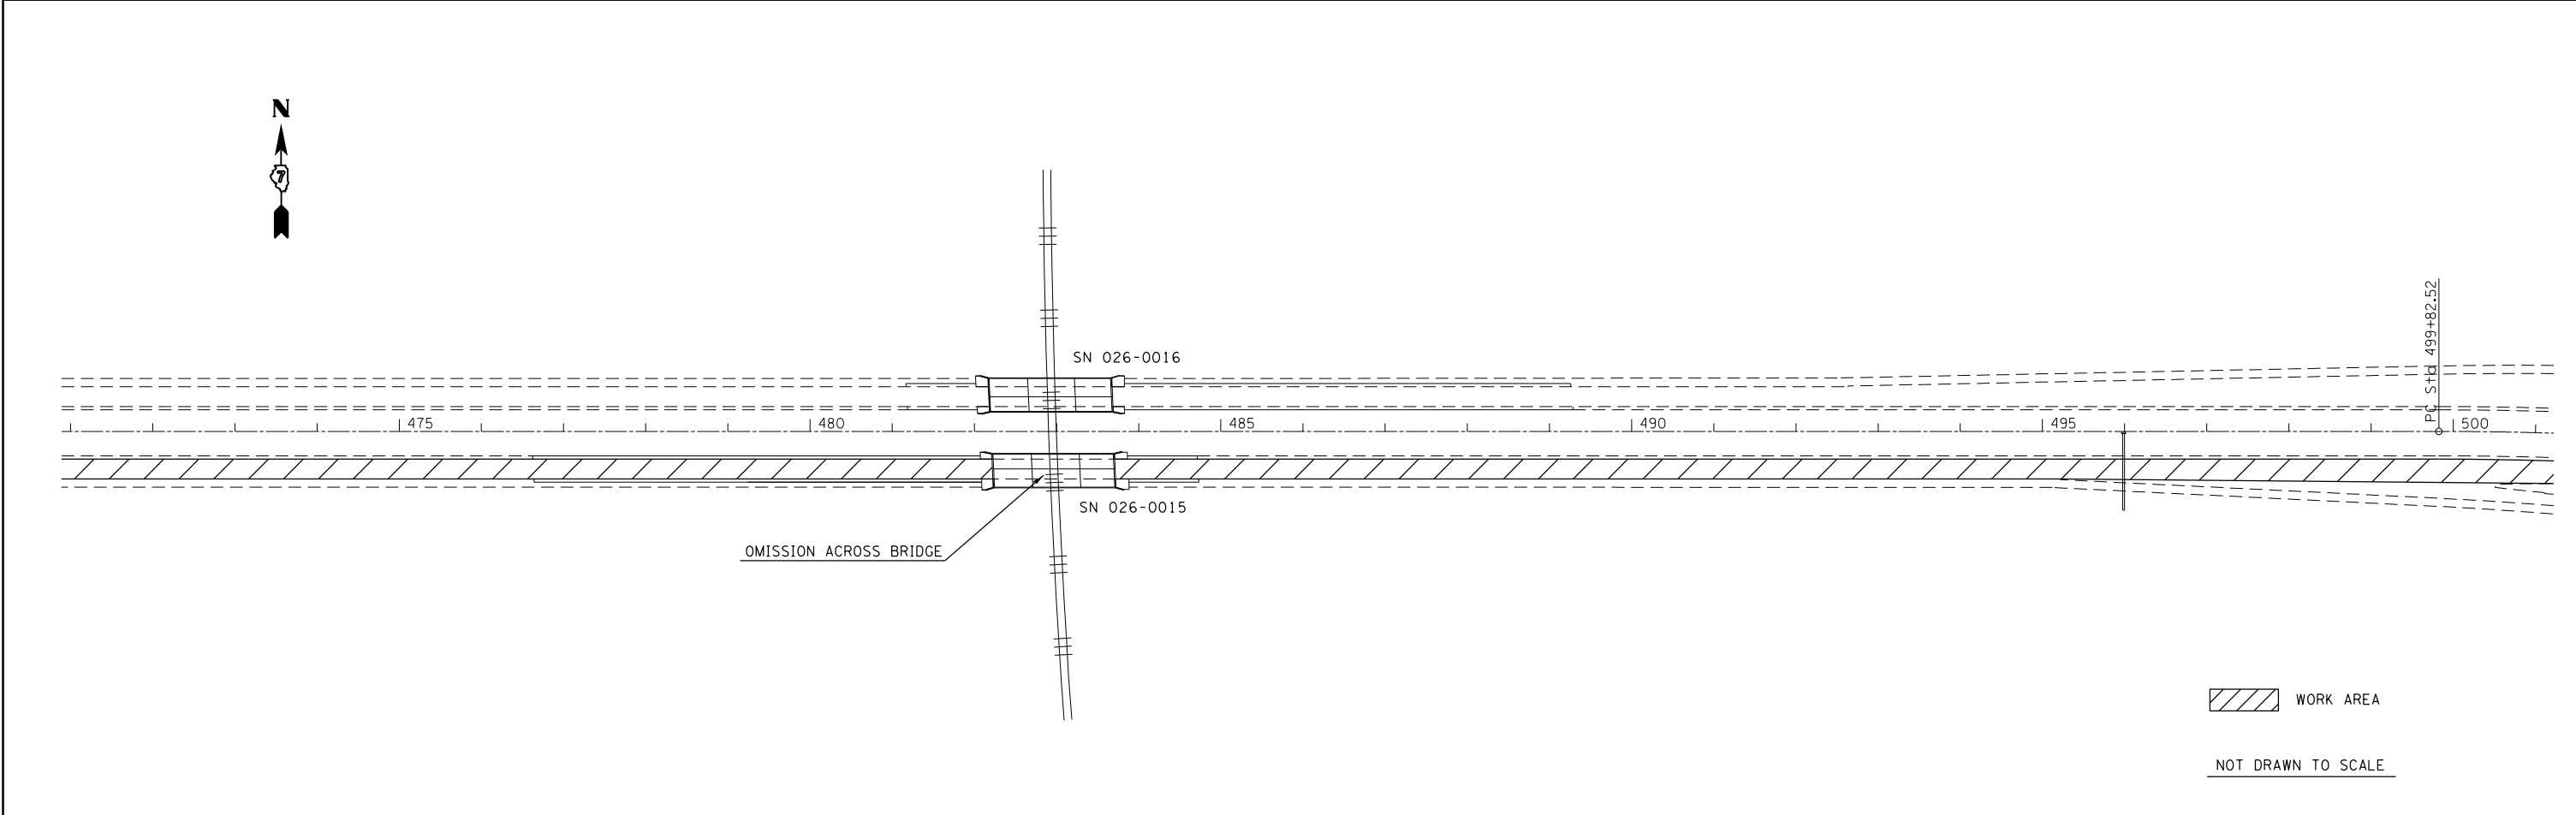 N
7
SN 026-0016
PC Sta 499+82.52
475
480
485
490
495
500
SN 026-0015
OMISSION ACROSS BRIDGE
WORK AREA
NOT DRAWN TO SCALE